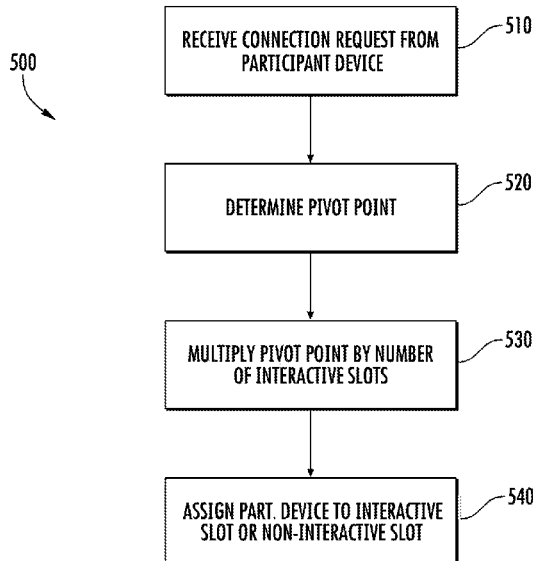 500
RECEIVE CONNECTION REQUEST FROM
PARTICIPANT DEVICE
510
DETERMINE PIVOT POINT
520
MULTIPLY PIVOT POINT BY NUMBER
OF INTERACTIVE SLOTS
530
ASSIGN PART. DEVICE TO INTERACTIVE
SLOT OR NON-INTERACTIVE SLOT
540